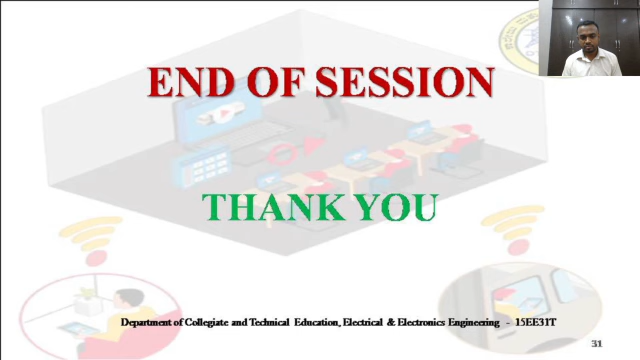 END OF SESSION
THANK YOU
Department of Collegiate and Technical Education, Electrical & Electronics Engineering - 15EE31T
31